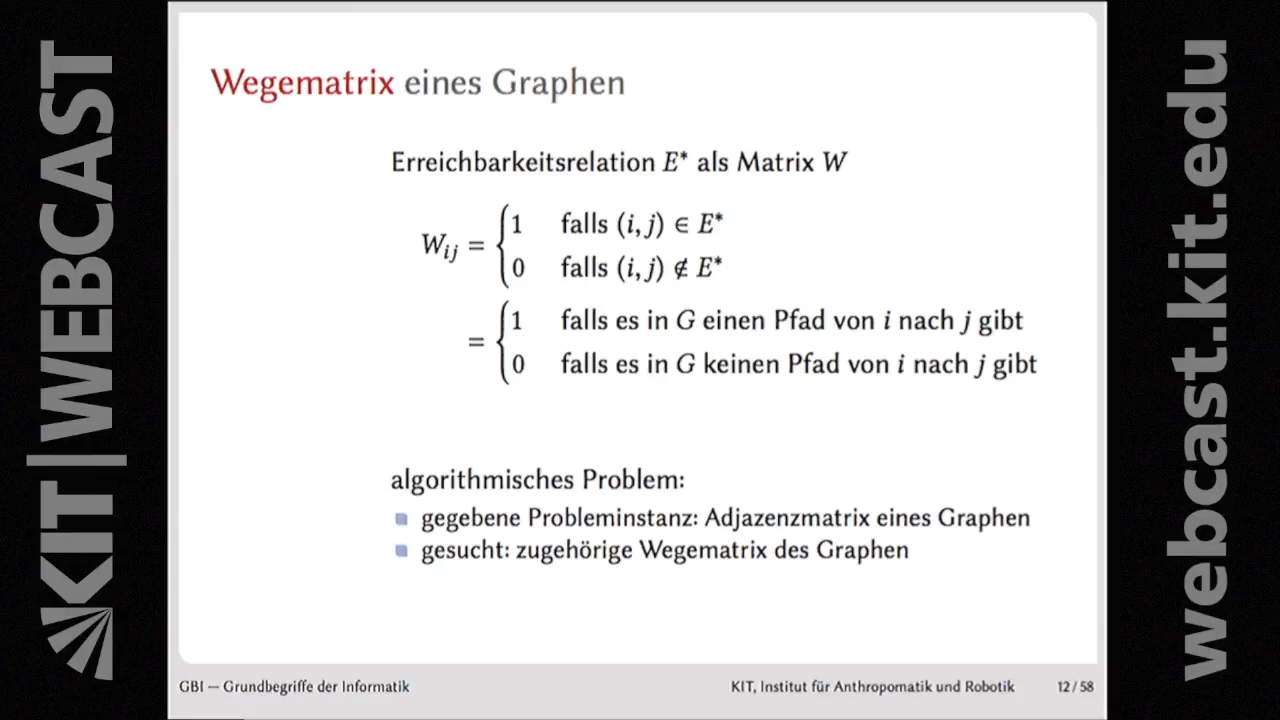 KIT|WEBCAST
Wegematrix eines Graphen
Erreichbarkeitsrelation E* als Matrix W
W_ij = { 1 falls (i, j) ∈ E*
0 falls (i, j) ∉ E*
= { 1 falls es in G einen Pfad von i nach j gibt
0 falls es in G keinen Pfad von i nach j gibt
algorithmisches Problem:
gegebene Probleminstanz: Adjazenzmatrix eines Graphen
gesucht: zugehörige Wegematrix des Graphen
GBI — Grundbegriffe der Informatik
KIT, Institut für Anthropomatik und Robotik
12 / 58
webcast.kit.edu